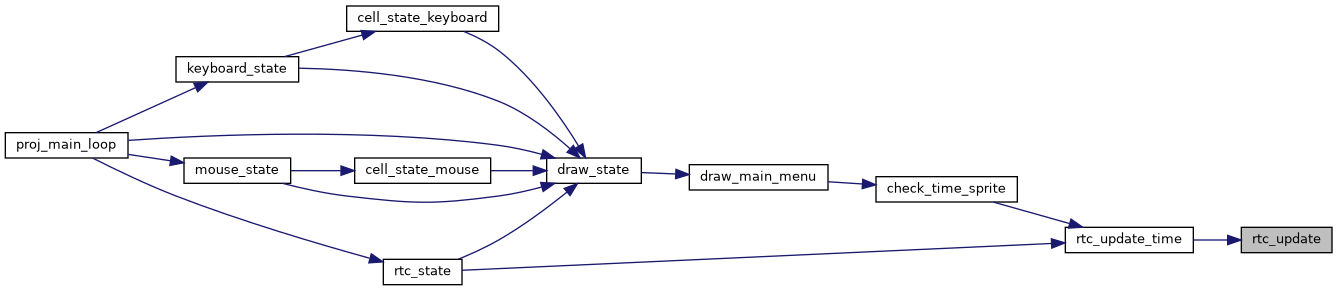 cell_state_keyboard
keyboard_state
proj_main_loop
mouse_state
cell_state_mouse
draw_state
draw_main_menu
check_time_sprite
rtc_update_time
rtc_update
rtc_state